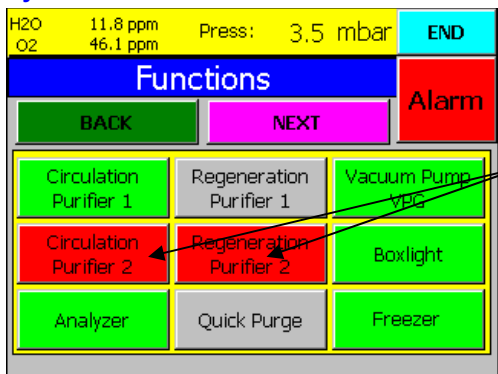 H2O 11.8 ppm Press: 3.5 mbar END
O2 46.1 ppm
Functions
Alarm
BACK NEXT
Circulation Purifier 1
Regeneration Purifier 1
Vacuum Pump VPG
Circulation Purifier 2
Regeneration Purifier 2
Boxlight
Analyzer
Quick Purge
Freezer